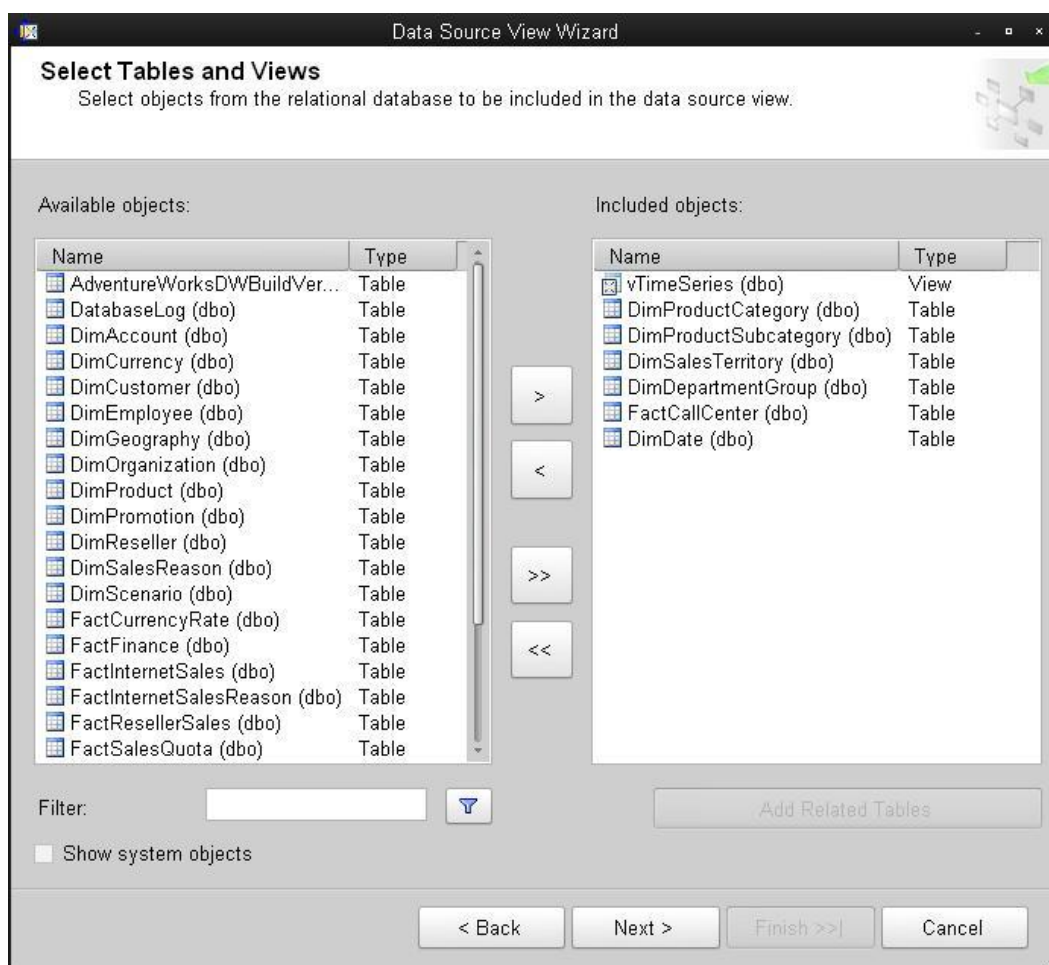 Data Source View Wizard
Select Tables and Views
Select objects from the relational database to be included in the data source view.
Available objects:
Name Type
AdventureWorksDWBuildVer... Table
DatabaseLog (dbo) Table
DimAccount (dbo) Table
DimCurrency (dbo) Table
DimCustomer (dbo) Table
DimEmployee (dbo) Table
DimGeography (dbo) Table
DimOrganization (dbo) Table
DimProduct (dbo) Table
DimPromotion (dbo) Table
DimReseller (dbo) Table
DimSalesReason (dbo) Table
DimScenario (dbo) Table
FactCurrencyRate (dbo) Table
FactFinance (dbo) Table
FactInternetSales (dbo) Table
FactInternetSalesReason (dbo) Table
FactResellerSales (dbo) Table
FactSalesQuota (dbo) Table
>
<
>>
<<
Included objects:
Name Type
vTimeSeries (dbo) View
DimProductCategory (dbo) Table
DimProductSubcategory (dbo) Table
DimSalesTerritory (dbo) Table
DimDepartmentGroup (dbo) Table
FactCallCenter (dbo) Table
DimDate (dbo) Table
Filter:
Add Related Tables
Show system objects
< Back Next > Finish >>| Cancel